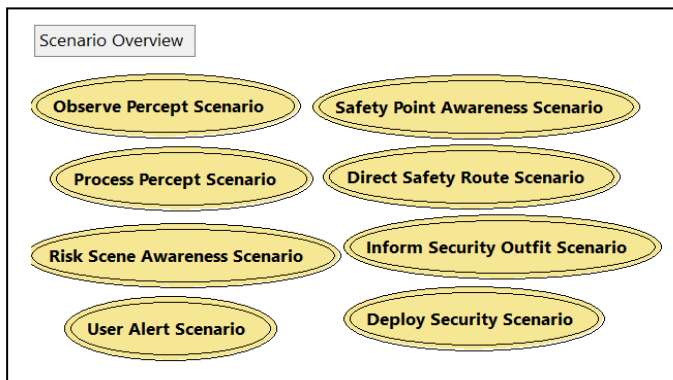 Scenario Overview
Observe Percept Scenario
Safety Point Awareness Scenario
Process Percept Scenario
Direct Safety Route Scenario
Risk Scene Awareness Scenario
Inform Security Outfit Scenario
User Alert Scenario
Deploy Security Scenario